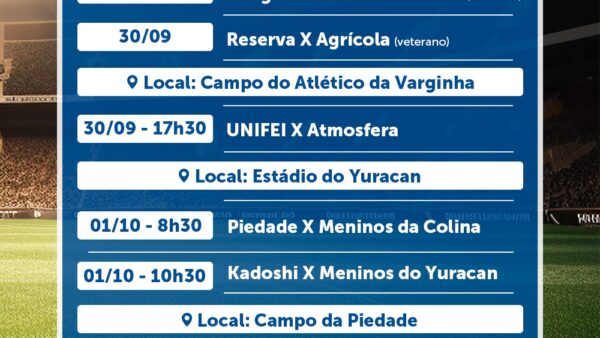 30/09
Reserva X Agrícola (veterano)
Local: Campo do Atlético da Varginha
30/09 - 17h30
UNIFEI X Atmosfera
Local: Estádio do Yuracan
01/10 - 8h30
Piedade X Meninos da Colina
01/10 - 10h30
Kadoshi X Meninos do Yuracan
Local: Campo da Piedade